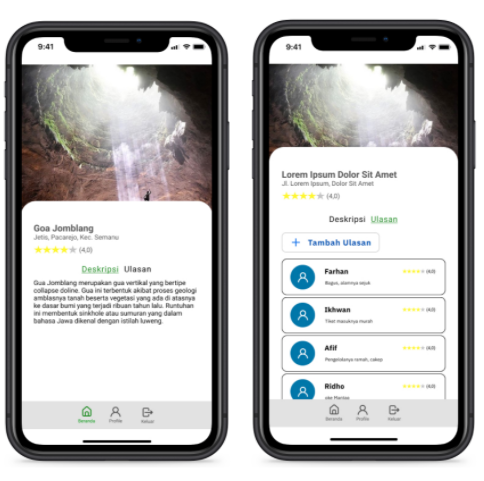 9:41
Goa Jomblang
Jetis, Pacarejo, Kec. Semanu
(4,0)
Deskripsi Ulasan
Gua Jomblang merupakan gua vertikal yang bertipe
collapse doline. Gua ini terbentuk akibat proses geologi
amblasnya tanah beserta vegetasi yang ada di atasnya
ke dasar bumi yang terjadi ribuan tahun lalu. Runtuhan
ini membentuk sinkhole atau sumuran yang dalam
bahasa Jawa dikenal dengan istilah luweng.
Beranda Profile Keluar
9:41
Lorem Ipsum Dolor Sit Amet
Jl. Lorem Ipsum, Dolor Sit Amet
(4,0)
Deskripsi Ulasan
+ Tambah Ulasan
Farhan (4,0)
Bagus, alamnya sejuk
Ikhwan (4,0)
Tiket masuknya murah
Afif (4,0)
Pengelolanya ramah, cakep
Ridho (4,0)
Beranda Profile Keluar